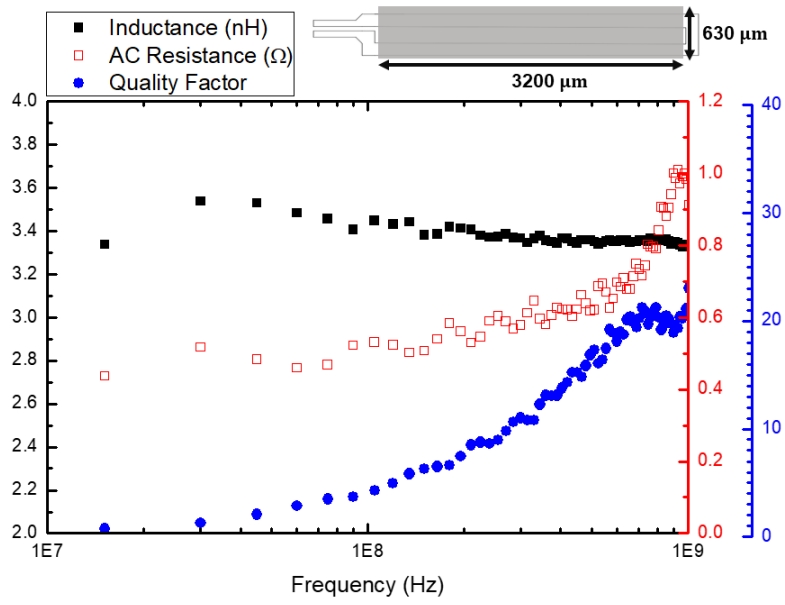 Inductance (nH)
AC Resistance (Ω)
Quality Factor
630 μm
3200 μm
4.0
3.8
3.6
3.4
3.2
3.0
2.8
2.6
2.4
2.2
2.0
1.2
1.0
0.8
0.6
0.4
0.2
0.0
40
30
20
10
0
1E7
1E8
1E9
Frequency (Hz)